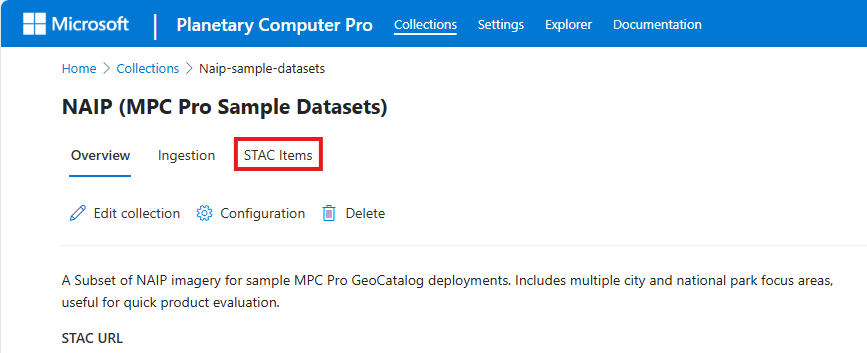 Microsoft | Planetary Computer Pro Collections Settings Explorer Documentation
Home > Collections > Naip-sample-datasets
NAIP (MPC Pro Sample Datasets)
Overview Ingestion STAC Items
Edit collection Configuration Delete
A Subset of NAIP imagery for sample MPC Pro GeoCatalog deployments. Includes multiple city and national park focus areas,
useful for quick product evaluation.
STAC URL